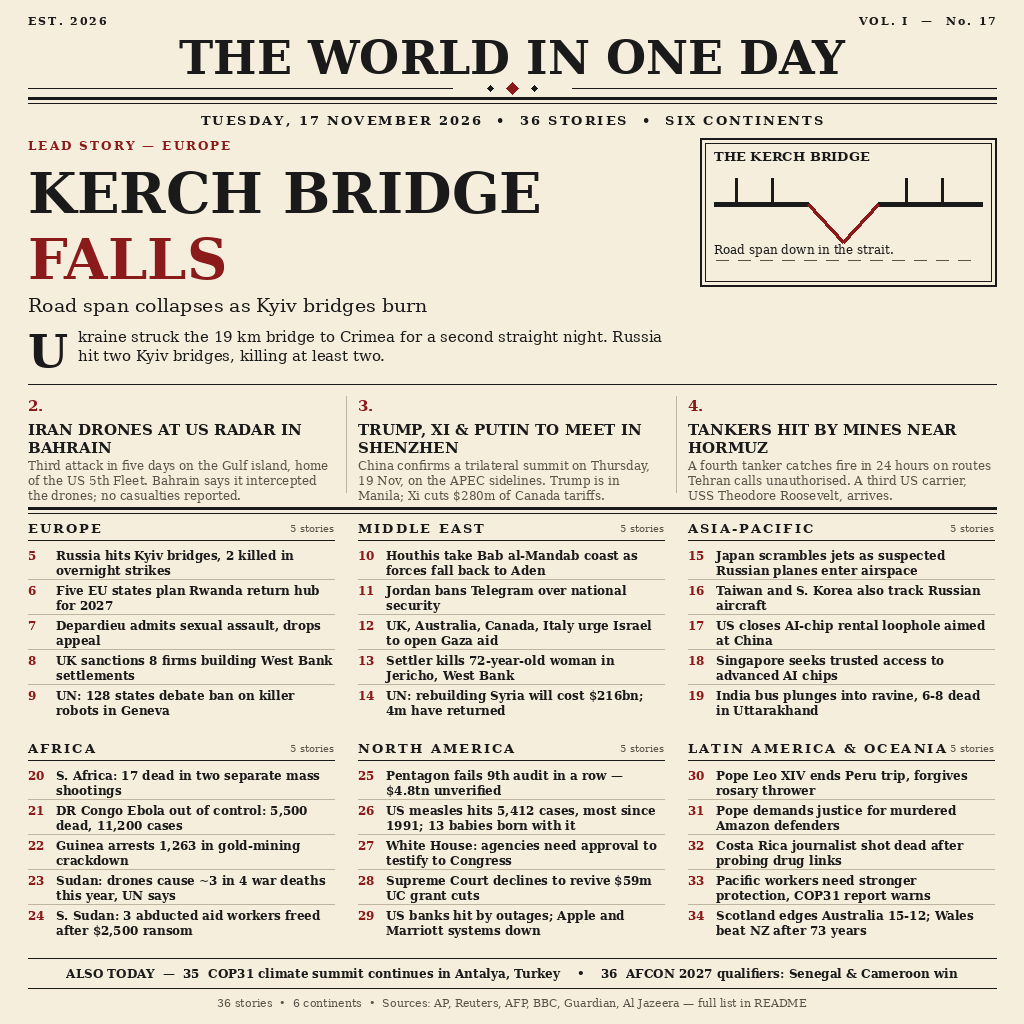 EST. 2026
VOL. I — No. 17
THE WORLD IN ONE DAY
TUESDAY, 17 NOVEMBER 2026 • 36 STORIES • SIX CONTINENTS
LEAD STORY — EUROPE
KERCH BRIDGE
FALLS
Road span collapses as Kyiv bridges burn
Ukraine struck the 19 km bridge to Crimea for a second straight night. Russia
hit two Kyiv bridges, killing at least two.
THE KERCH BRIDGE
Road span down in the strait.
2.
IRAN DRONES AT US RADAR IN
BAHRAIN
Third attack in five days on the Gulf island, home
of the US 5th Fleet. Bahrain says it intercepted
the drones; no casualties reported.
3.
TRUMP, XI & PUTIN TO MEET IN
SHENZHEN
China confirms a trilateral summit on Thursday,
19 Nov, on the APEC sidelines. Trump is in
Manila; Xi cuts $280m of Canada tariffs.
4.
TANKERS HIT BY MINES NEAR
HORMUZ
A fourth tanker catches fire in 24 hours on routes
Tehran calls unauthorised. A third US carrier,
USS Theodore Roosevelt, arrives.
EUROPE 5 stories
5 Russia hits Kyiv bridges, 2 killed in
overnight strikes
6 Five EU states plan Rwanda return hub
for 2027
7 Depardieu admits sexual assault, drops
appeal
8 UK sanctions 8 firms building West Bank
settlements
9 UN: 128 states debate ban on killer
robots in Geneva
MIDDLE EAST 5 stories
10 Houthis take Bab al-Mandab coast as
forces fall back to Aden
11 Jordan bans Telegram over national
security
12 UK, Australia, Canada, Italy urge Israel
to open Gaza aid
13 Settler kills 72-year-old woman in
Jericho, West Bank
14 UN: rebuilding Syria will cost $216bn;
4m have returned
ASIA-PACIFIC 5 stories
15 Japan scrambles jets as suspected
Russian planes enter airspace
16 Taiwan and S. Korea also track Russian
aircraft
17 US closes AI-chip rental loophole aimed
at China
18 Singapore seeks trusted access to
advanced AI chips
19 India bus plunges into ravine, 6-8 dead
in Uttarakhand
AFRICA 5 stories
20 S. Africa: 17 dead in two separate mass
shootings
21 DR Congo Ebola out of control: 5,500
dead, 11,200 cases
22 Guinea arrests 1,263 in gold-mining
crackdown
23 Sudan: drones cause ~3 in 4 war deaths
this year, UN says
24 S. Sudan: 3 abducted aid workers freed
after $2,500 ransom
NORTH AMERICA 5 stories
25 Pentagon fails 9th audit in a row —
$4.8tn unverified
26 US measles hits 5,412 cases, most since
1991; 13 babies born with it
27 White House: agencies need approval to
testify to Congress
28 Supreme Court declines to revive $59m
UC grant cuts
29 US banks hit by outages; Apple and
Marriott systems down
LATIN AMERICA & OCEANIA 5 stories
30 Pope Leo XIV ends Peru trip, forgives
rosary thrower
31 Pope demands justice for murdered
Amazon defenders
32 Costa Rica journalist shot dead after
probing drug links
33 Pacific workers need stronger
protection, COP31 report warns
34 Scotland edges Australia 15-12; Wales
beat NZ after 73 years
ALSO TODAY — 35 COP31 climate summit continues in Antalya, Turkey • 36 AFCON 2027 qualifiers: Senegal & Cameroon win
36 stories • 6 continents • Sources: AP, Reuters, AFP, BBC, Guardian, Al Jazeera — full list in README